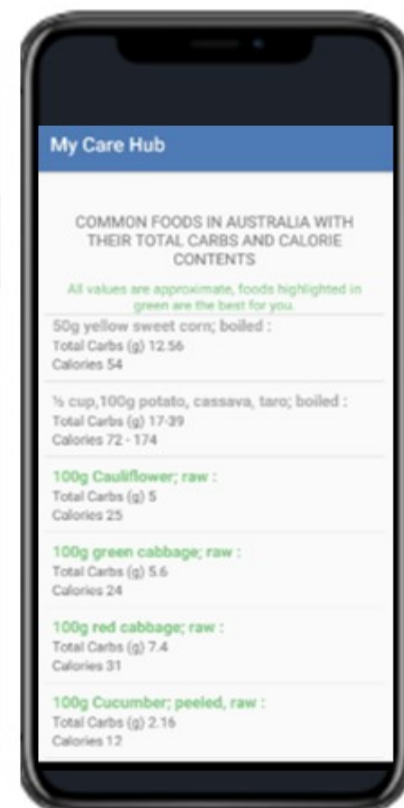 My Care Hub
COMMON FOODS IN AUSTRALIA WITH
THEIR TOTAL CARBS AND CALORIE
CONTENTS
All values are approximate, foods highlighted in
green are the best for you.
50g yellow sweet corn; boiled :
Total Carbs (g) 12.56
Calories 54
½ cup,100g potato, cassava, taro; boiled :
Total Carbs (g) 17-39
Calories 72 - 174
100g Cauliflower; raw :
Total Carbs (g) 5
Calories 25
100g green cabbage; raw :
Total Carbs (g) 5.6
Calories 24
100g red cabbage; raw :
Total Carbs (g) 7.4
Calories 31
100g Cucumber; peeled, raw :
Total Carbs (g) 2.16
Calories 12